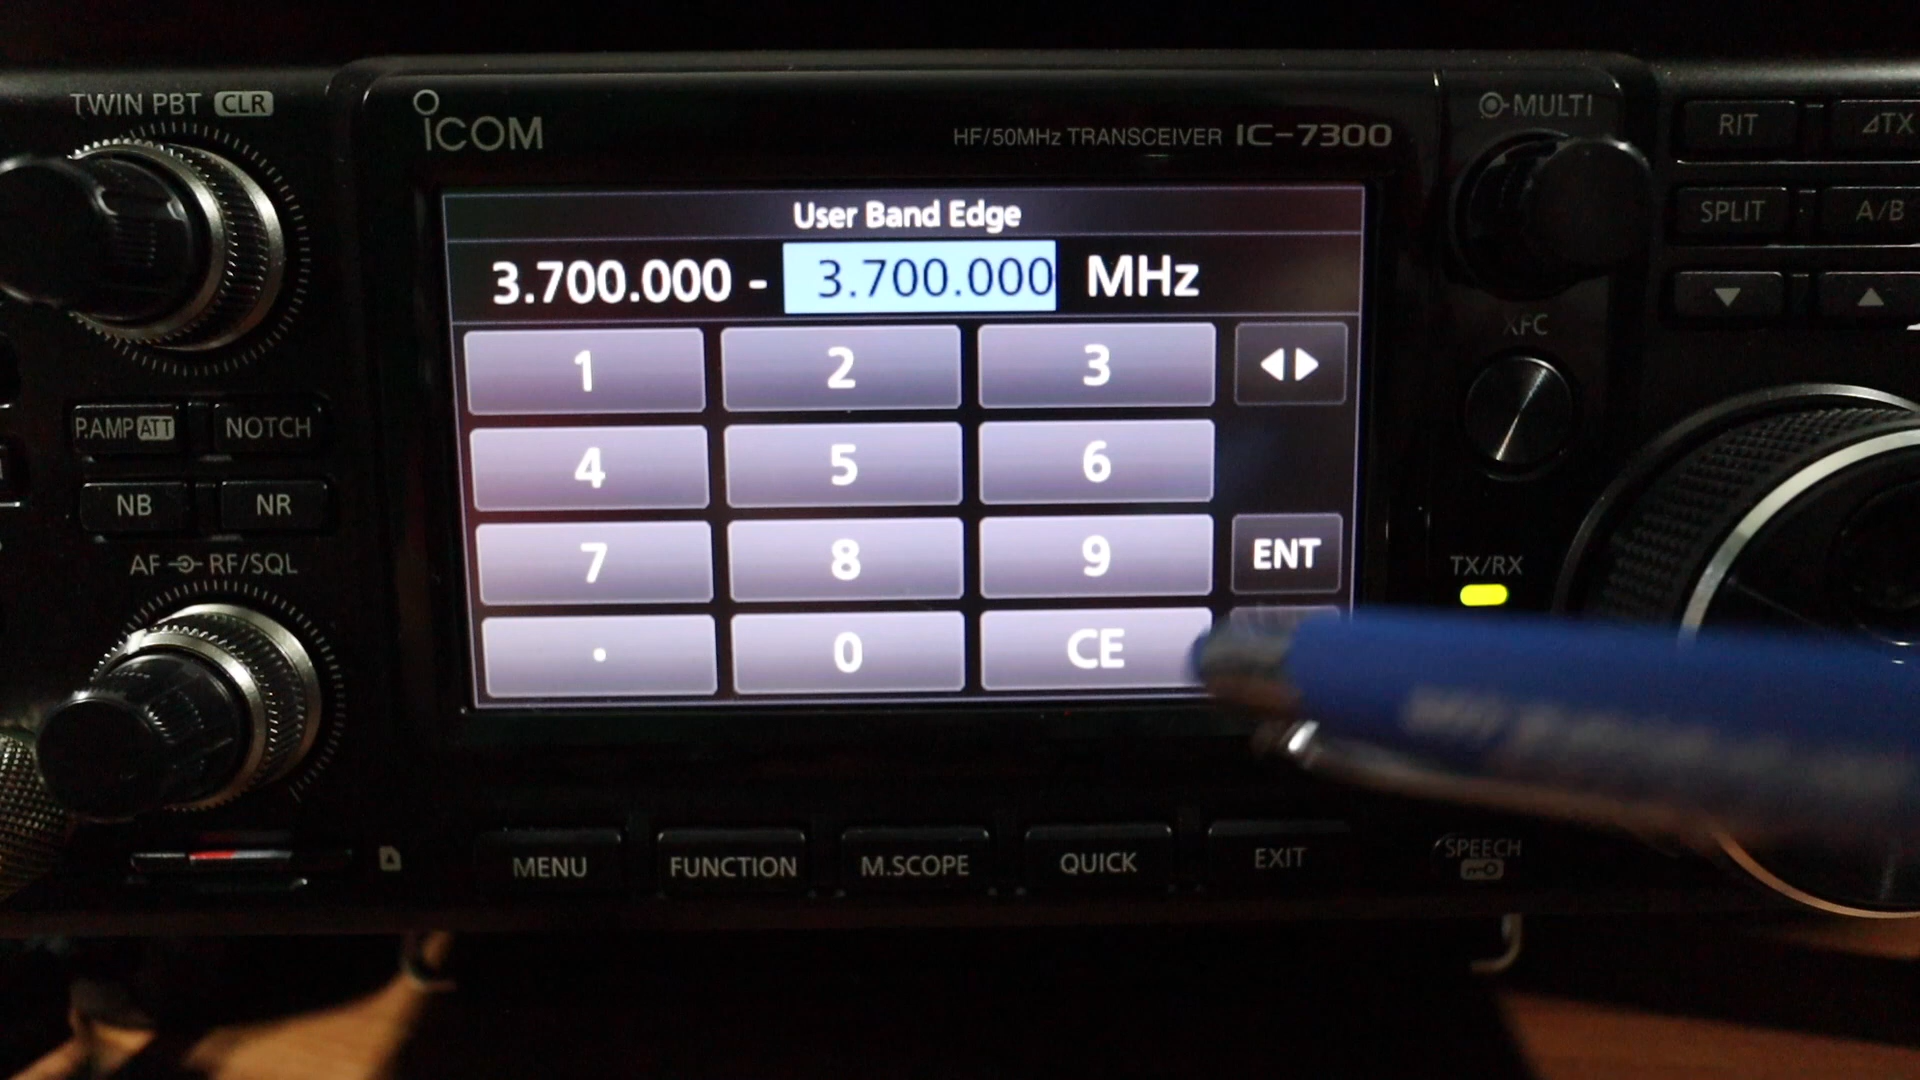 TWIN PBT CLR
ICOM
HF/50MHz TRANSCEIVER IC-7300
MULTI
RIT
⊿TX
SPLIT
A/B
User Band Edge
3.700.000 - 3.700.000 MHz
1 2 3
4 5 6
7 8 9 ENT
. 0 CE
XFC
P.AMP ATT
NOTCH
NB
NR
AF RF/SQL
TX/RX
MENU
FUNCTION
M.SCOPE
QUICK
EXIT
SPEECH